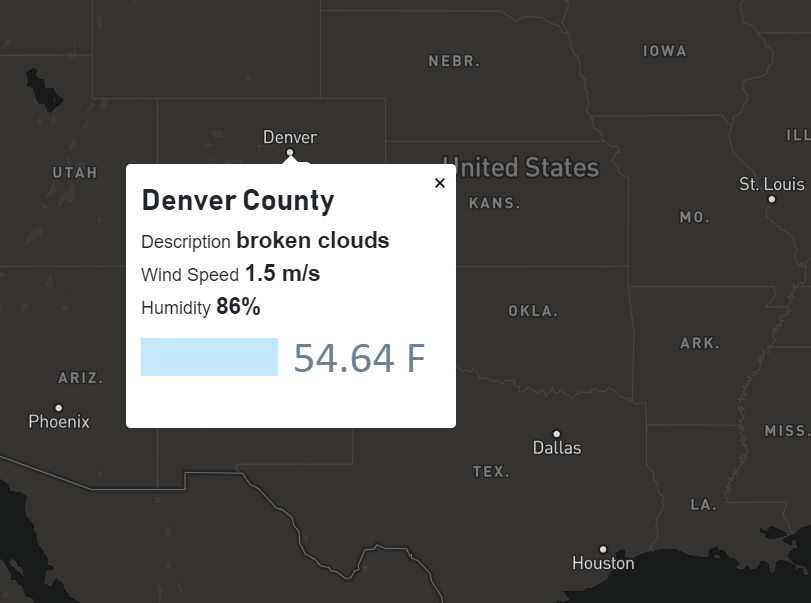 NEBR.
IOWA
Denver
ILL
UTAH
United States
St. Louis
KANS.
MO.
×
Denver County
Description broken clouds
Wind Speed 1.5 m/s
Humidity 86%
54.64 F
OKLA.
ARK.
ARIZ.
Phoenix
MISS.
Dallas
TEX.
LA.
Houston